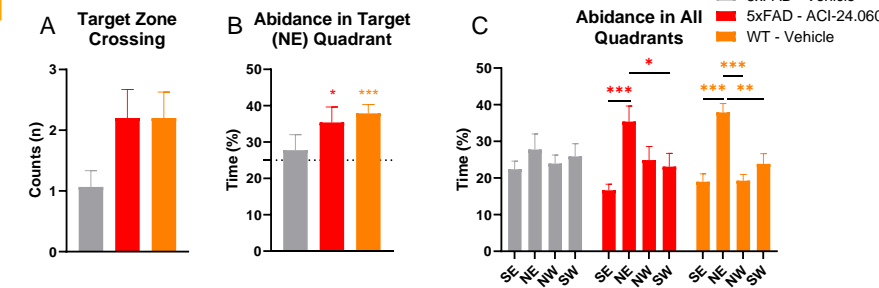 A
Target Zone
Crossing
Counts (n)
3
2
1
0
B
Abidance in Target
(NE) Quadrant
Time (%)
50
40
30
20
10
0
*
***
C
Abidance in All
Quadrants
5xFAD - ACI-24.060
WT - Vehicle
Time (%)
50
40
30
20
10
0
***
*
***
***
**
SE NE NW SW
SE NE NW SW
SE NE NW SW